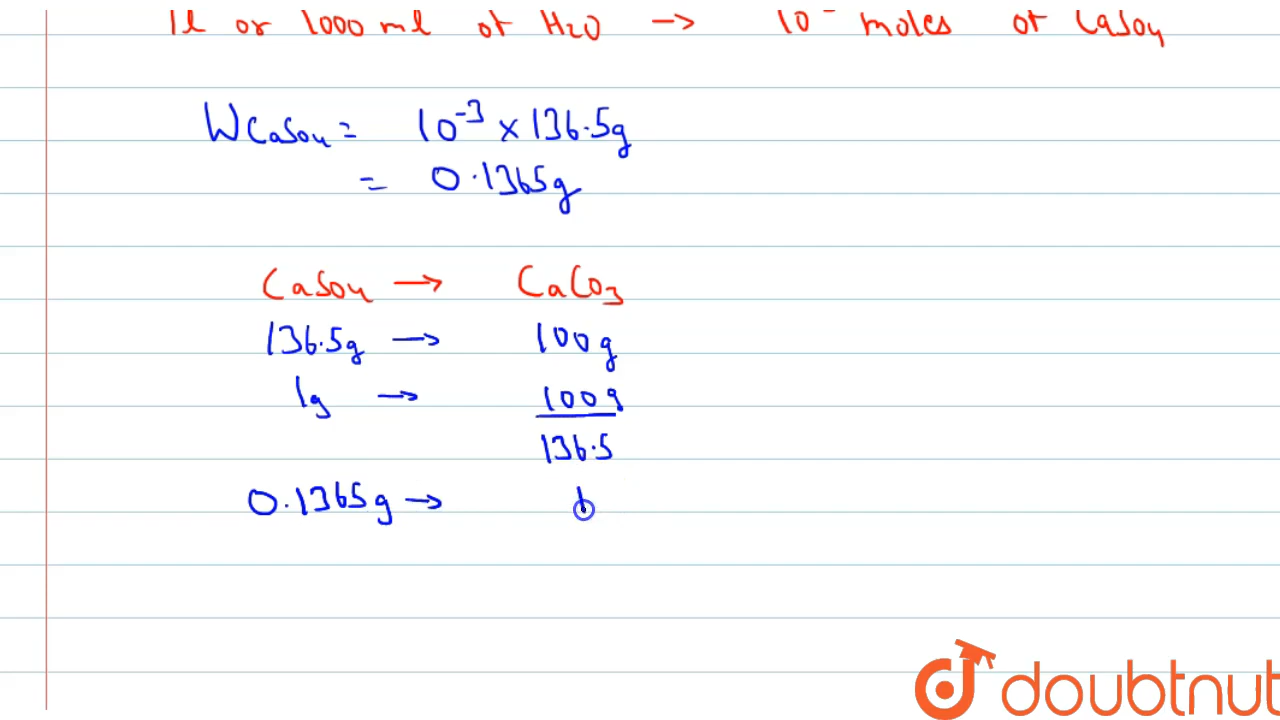 1l or 1000 ml of H2O → 10⁻ moles of CaSO4
WCaSO4 = 10⁻³ × 136.5g
= 0.1365g
CaSO4 → CaCO3
136.5g → 100g
1g → 100g
136.5
0.1365g → 1
doubtnut